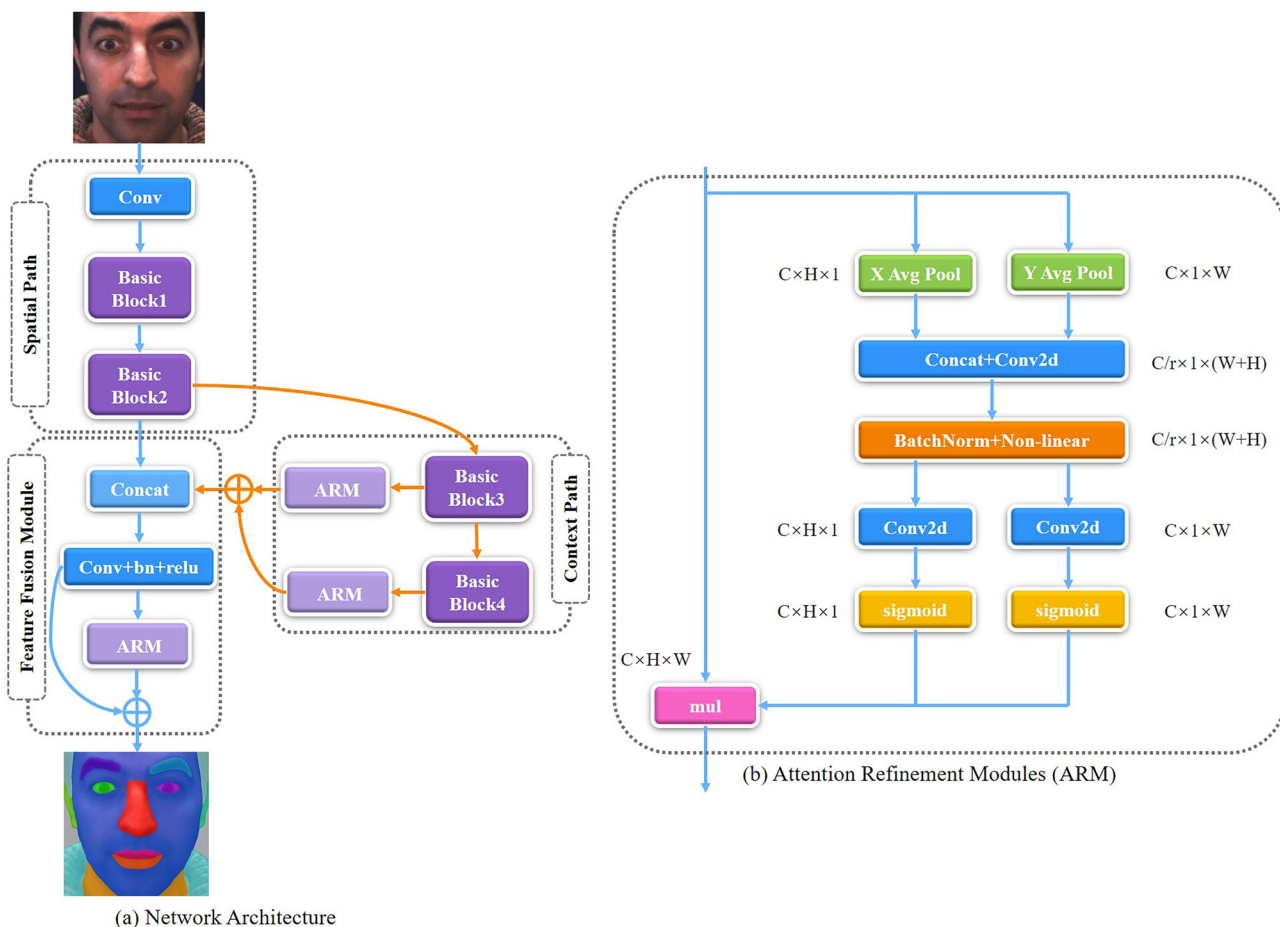 Spatial Path
Conv
Basic
Block1
Basic
Block2
Feature Fusion Module
Concat
Conv+bn+relu
ARM
ARM
Basic
Block3
ARM
Basic
Block4
Context Path
(a) Network Architecture
C×H×1
X Avg Pool
Y Avg Pool
C×1×W
Concat+Conv2d
C/r×1×(W+H)
BatchNorm+Non-linear
C/r×1×(W+H)
C×H×1
Conv2d
Conv2d
C×1×W
C×H×1
sigmoid
sigmoid
C×1×W
C×H×W
mul
(b) Attention Refinement Modules (ARM)